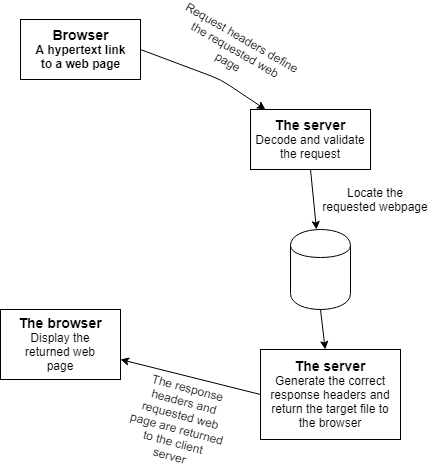 Browser
A hypertext link
to a web page
Request headers define
the requested web
page
The server
Decode and validate
the request
Locate the
requested webpage
The browser
Display the
returned web
page
The response
headers and
requested web
page are returned
to the client
server
The server
Generate the correct
response headers and
return the target file to
the browser